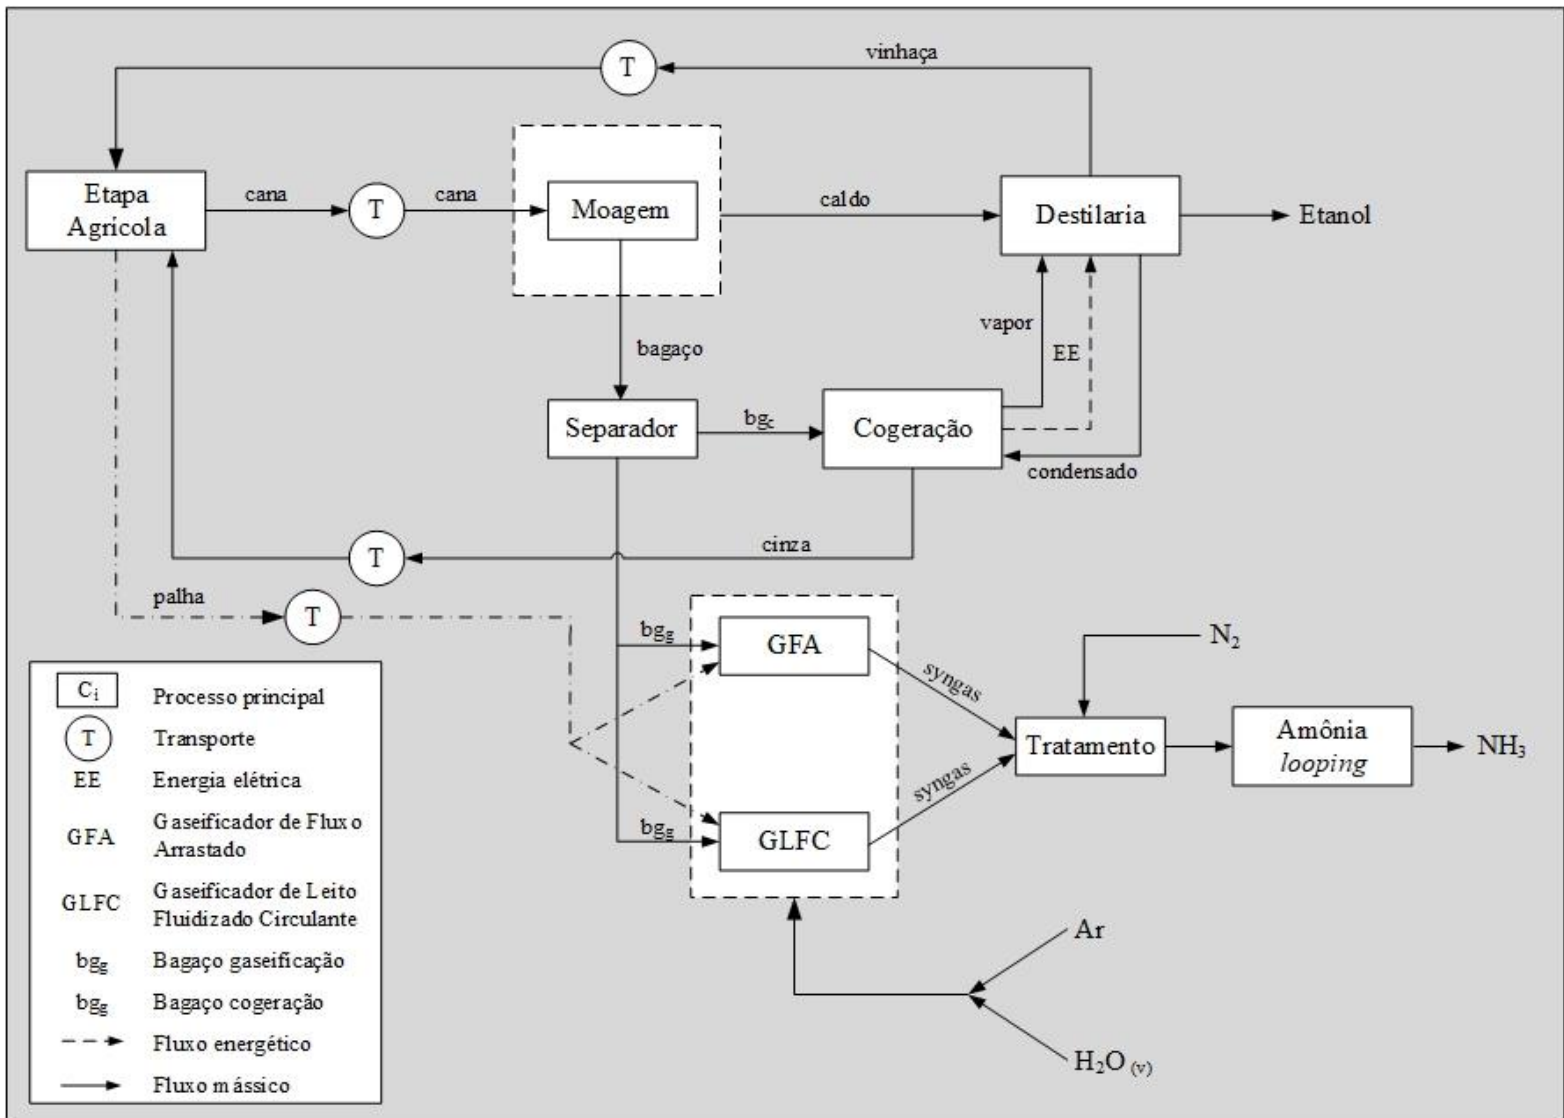 vinhaça
T
Etapa
Agrícola
cana
T
cana
Moagem
caldo
Destilaria
Etanol
vapor
EE
bagaço
Separador
bgc
Cogeração
condensado
cinza
T
palha
T
bgg
GFA
syngas
N2
Tratamento
Amônia
looping
NH3
syngas
bgg
GLFC
Ar
H2O (v)
Ci Processo principal
T Transporte
EE Energia elétrica
GFA Gaseificador de Fluxo
Arrastado
GLFC Gaseificador de Leito
Fluidizado Circulante
bgg Bagaço gaseificação
bgg Bagaço cogeração
Fluxo energético
Fluxo mássico